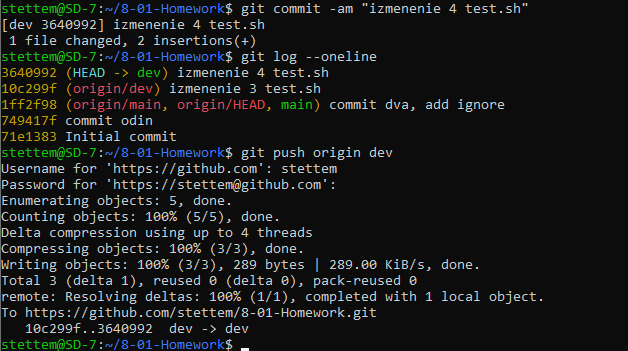 stettem@SD-7:~/8-01-Homework$ git commit -am "izmenenie 4 test.sh"
[dev 3640992] izmenenie 4 test.sh
 1 file changed, 2 insertions(+)
stettem@SD-7:~/8-01-Homework$ git log --oneline
3640992 (HEAD -> dev) izmenenie 4 test.sh
10c299f (origin/dev) izmenenie 3 test.sh
1ff2f98 (origin/main, origin/HEAD, main) commit dva, add ignore
749417f commit odin
71e1383 Initial commit
stettem@SD-7:~/8-01-Homework$ git push origin dev
Username for 'https://github.com': stettem
Password for 'https://stettem@github.com':
Enumerating objects: 5, done.
Counting objects: 100% (5/5), done.
Delta compression using up to 4 threads
Compressing objects: 100% (3/3), done.
Writing objects: 100% (3/3), 289 bytes | 289.00 KiB/s, done.
Total 3 (delta 1), reused 0 (delta 0), pack-reused 0
remote: Resolving deltas: 100% (1/1), completed with 1 local object.
To https://github.com/stettem/8-01-Homework.git
   10c299f..3640992  dev -> dev
stettem@SD-7:~/8-01-Homework$